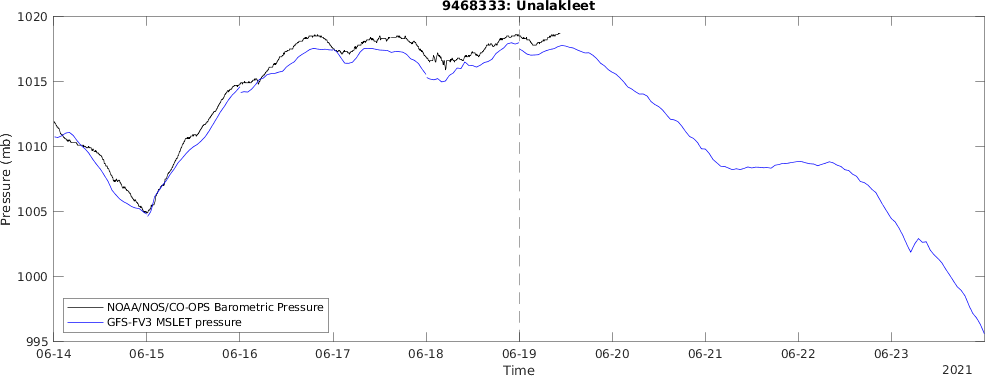 9468333: Unalakleet
1020
1015
1010
1005
1000
995
Pressure (mb)
NOAA/NOS/CO-OPS Barometric Pressure
GFS-FV3 MSLET pressure
06-14 06-15 06-16 06-17 06-18 06-19 06-20 06-21 06-22 06-23
Time
2021